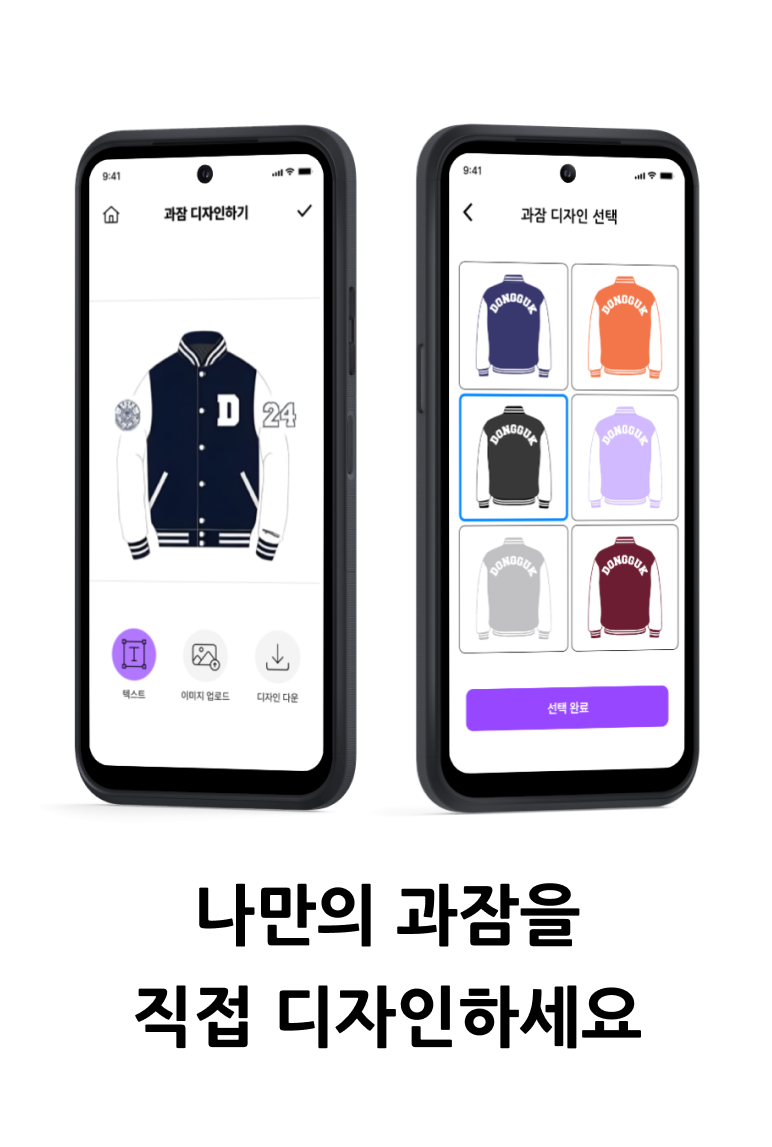 9:41
과잠 디자인하기
D
24
텍스트
이미지 업로드
디자인 다운
9:41
과잠 디자인 선택
DONGGUK
DONGGUK
DONGGUK
DONGGUK
DONGGUK
DONGGUK
선택 완료
나만의 과잠을
직접 디자인하세요